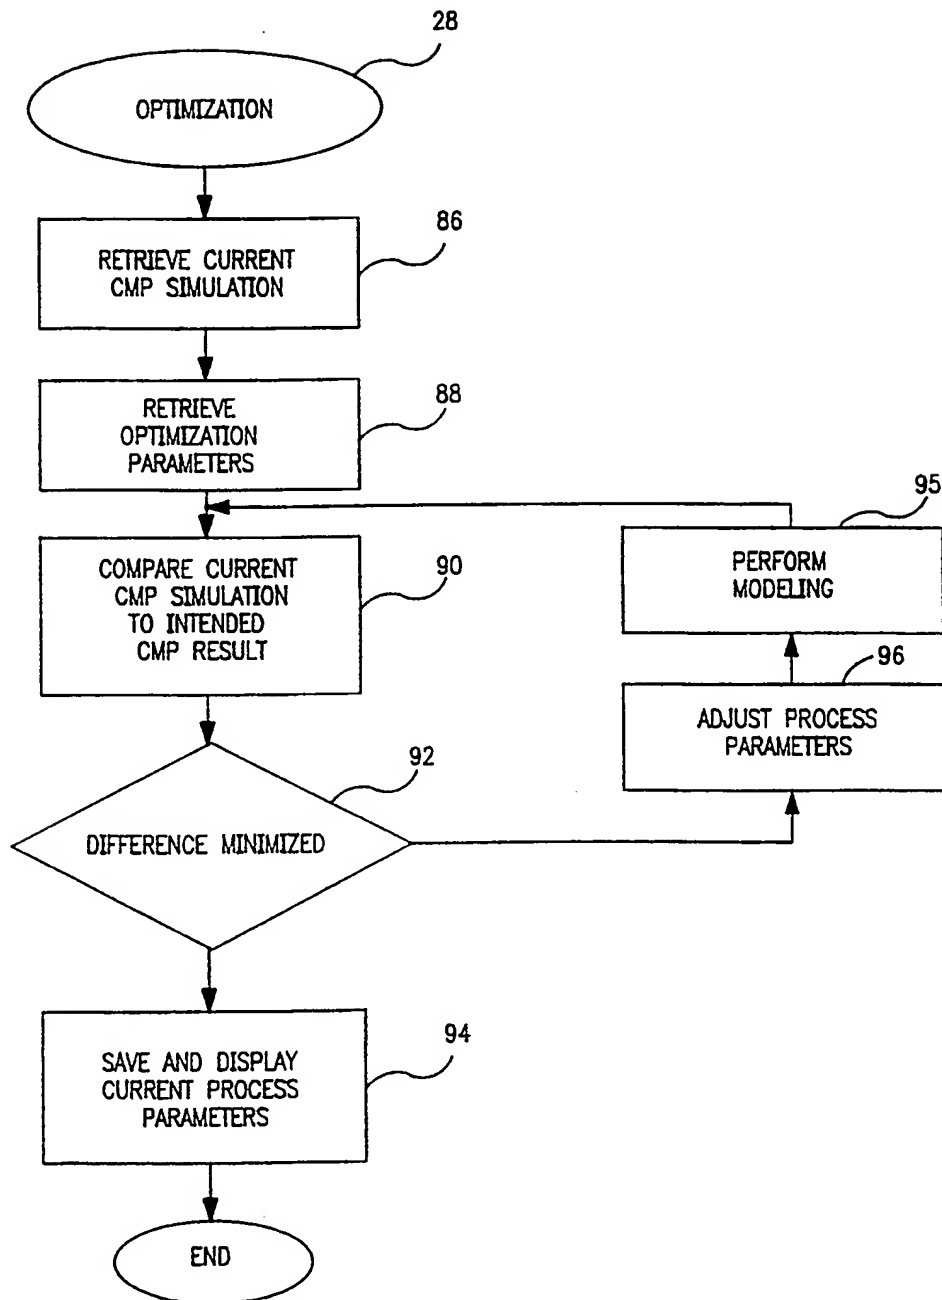 28
OPTIMIZATION
86
RETRIEVE CURRENT
CMP SIMULATION
88
RETRIEVE
OPTIMIZATION
PARAMETERS
95
PERFORM
MODELING
90
COMPARE CURRENT
CMP SIMULATION
TO INTENDED
CMP RESULT
96
ADJUST PROCESS
PARAMETERS
92
DIFFERENCE MINIMIZED
94
SAVE AND DISPLAY
CURRENT PROCESS
PARAMETERS
END